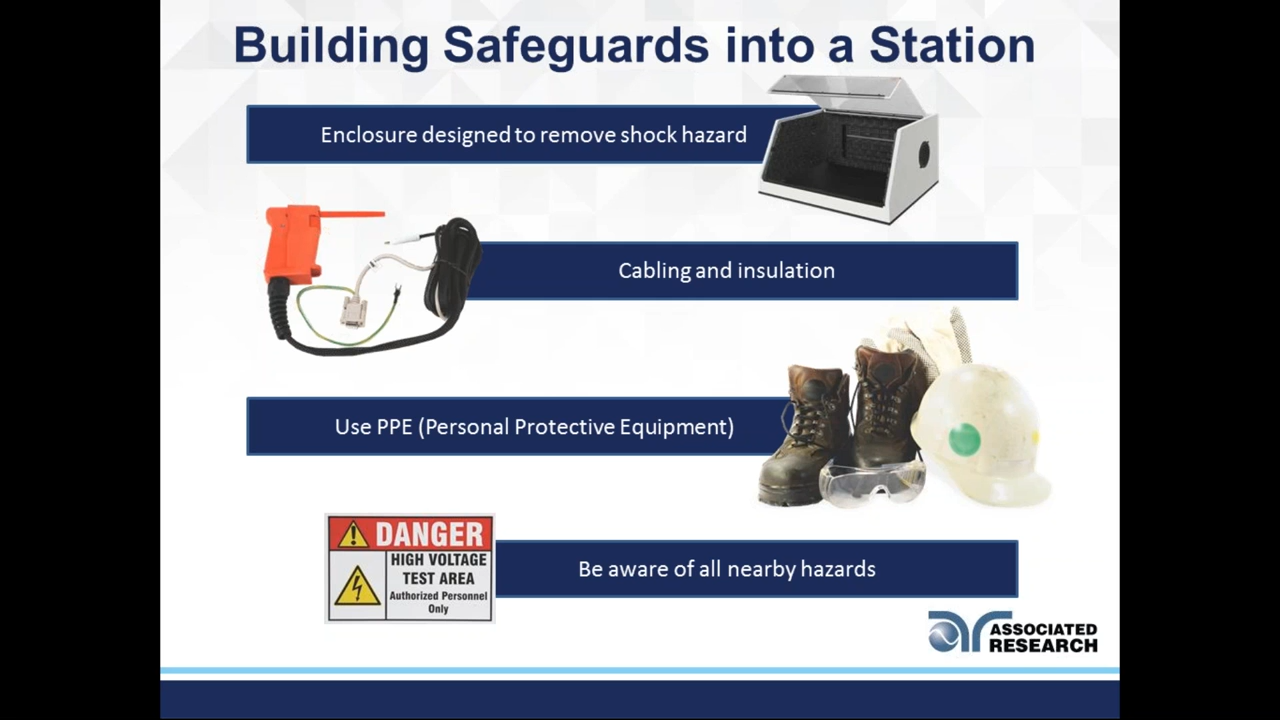 Building Safeguards into a Station
Enclosure designed to remove shock hazard
Cabling and insulation
Use PPE (Personal Protective Equipment)
DANGER
HIGH VOLTAGE
TEST AREA
Authorized Personnel
Only
Be aware of all nearby hazards
ar ASSOCIATED
RESEARCH